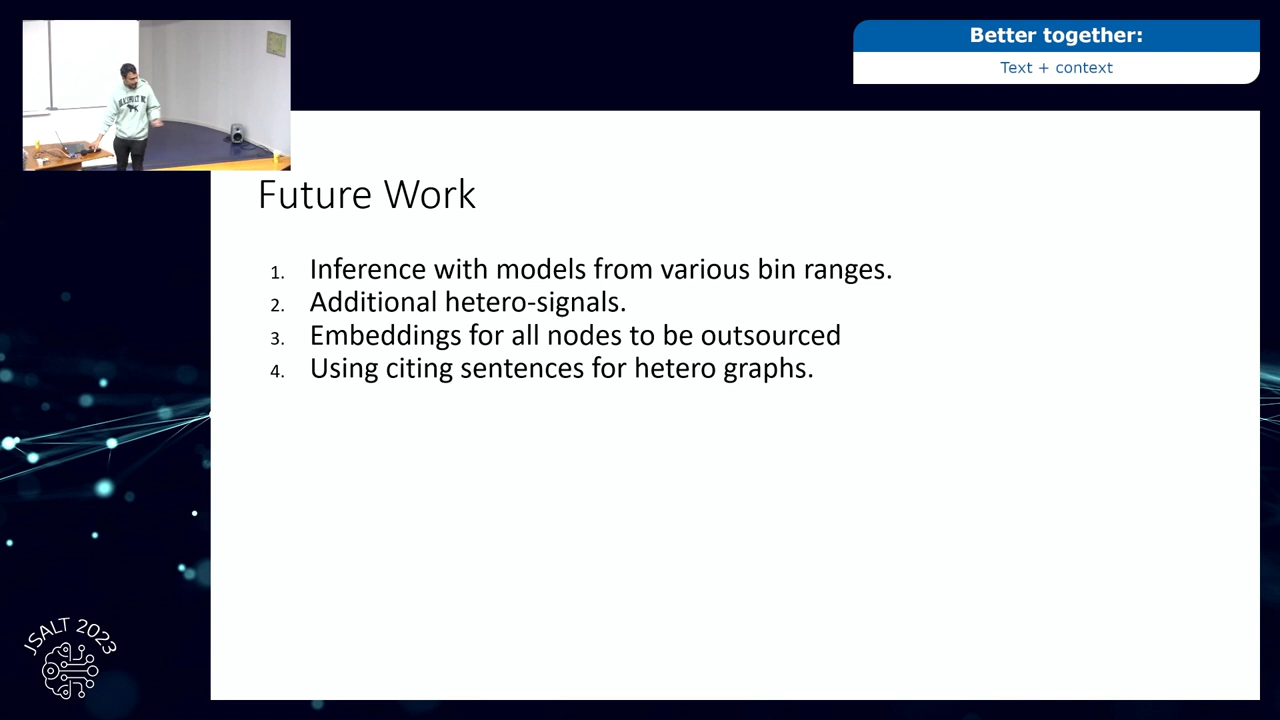 Better together:
Text + context
Future Work
1. Inference with models from various bin ranges.
2. Additional hetero-signals.
3. Embeddings for all nodes to be outsourced
4. Using citing sentences for hetero graphs.
JSALT 2023